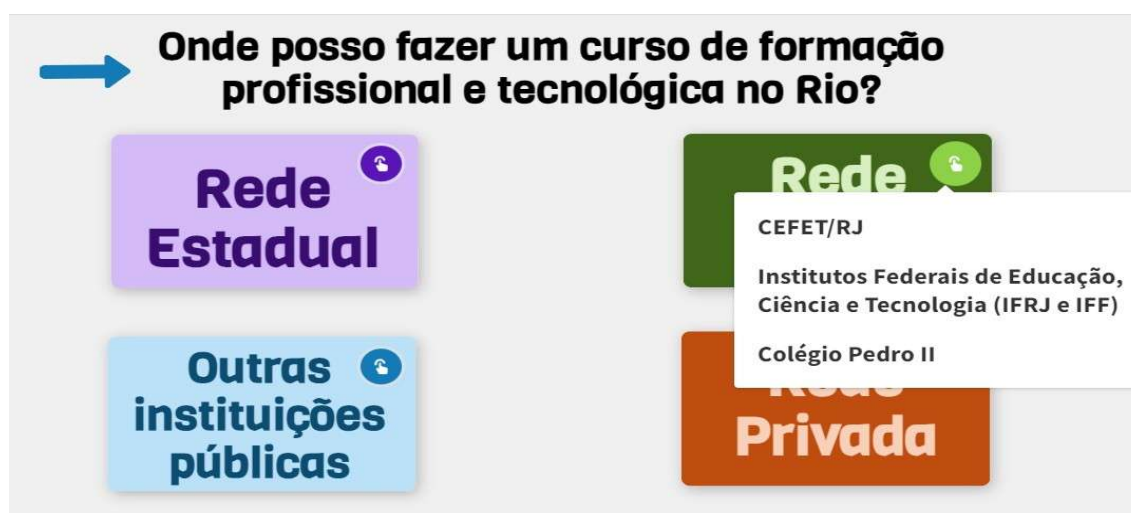 Onde posso fazer um curso de formação
profissional e tecnológica no Rio?
Rede
Estadual
Rede
CEFET/RJ
Institutos Federais de Educação,
Ciência e Tecnologia (IFRJ e IFF)
Colégio Pedro II
Outras
instituições
públicas
Rede
Privada